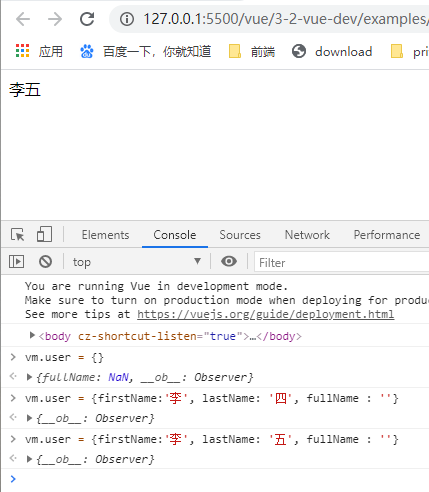 127.0.0.1:5500/vue/3-2-vue-dev/examples/
应用 百度一下，你就知道 前端 download pri
李五
Elements Console Sources Network Performance
top Filter
You are running Vue in development mode.
Make sure to turn on production mode when deploying for produc
See more tips at https://vuejs.org/guide/deployment.html
<body cz-shortcut-listen="true">…</body>
vm.user = {}
{fullName: NaN, __ob__: Observer}
vm.user = {firstName:'李', lastName: '四', fullName : ''}
{__ob__: Observer}
vm.user = {firstName:'李', lastName: '五', fullName : ''}
{__ob__: Observer}